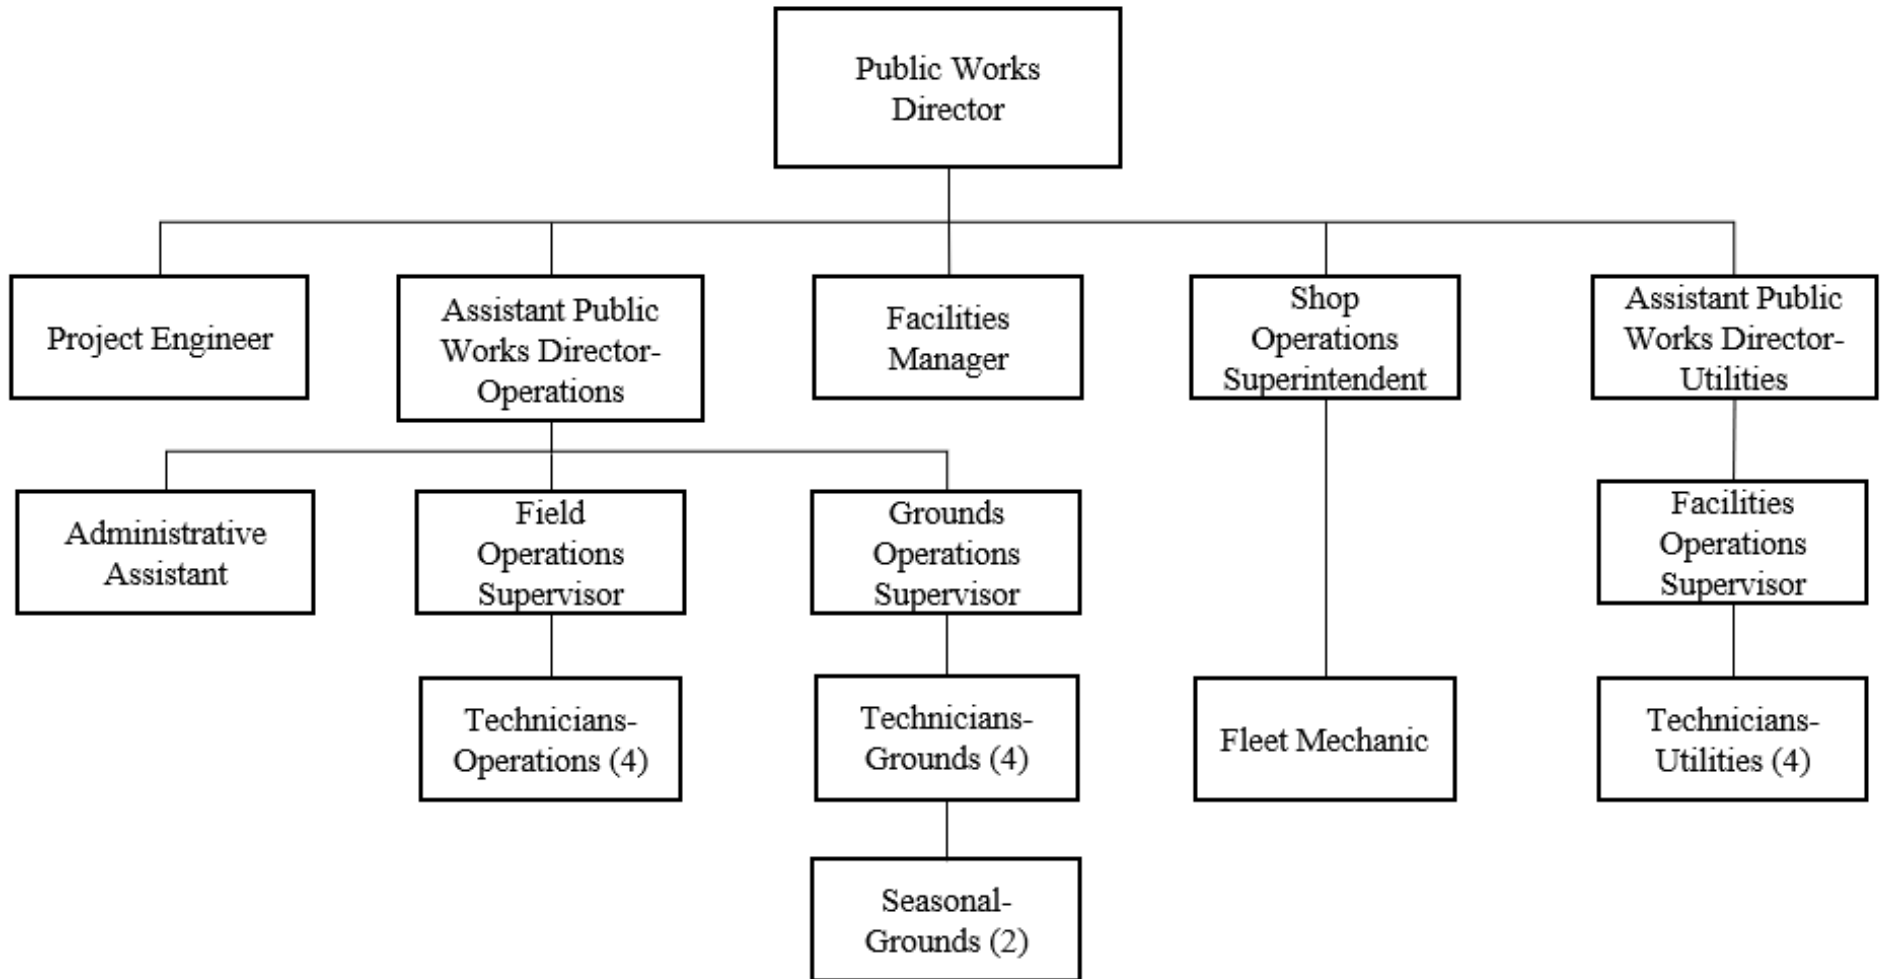 Public Works
Director
Project Engineer
Assistant Public
Works Director-
Operations
Facilities
Manager
Shop
Operations
Superintendent
Assistant Public
Works Director-
Utilities
Administrative
Assistant
Field
Operations
Supervisor
Grounds
Operations
Supervisor
Facilities
Operations
Supervisor
Technicians-
Operations (4)
Technicians-
Grounds (4)
Fleet Mechanic
Technicians-
Utilities (4)
Seasonal-
Grounds (2)